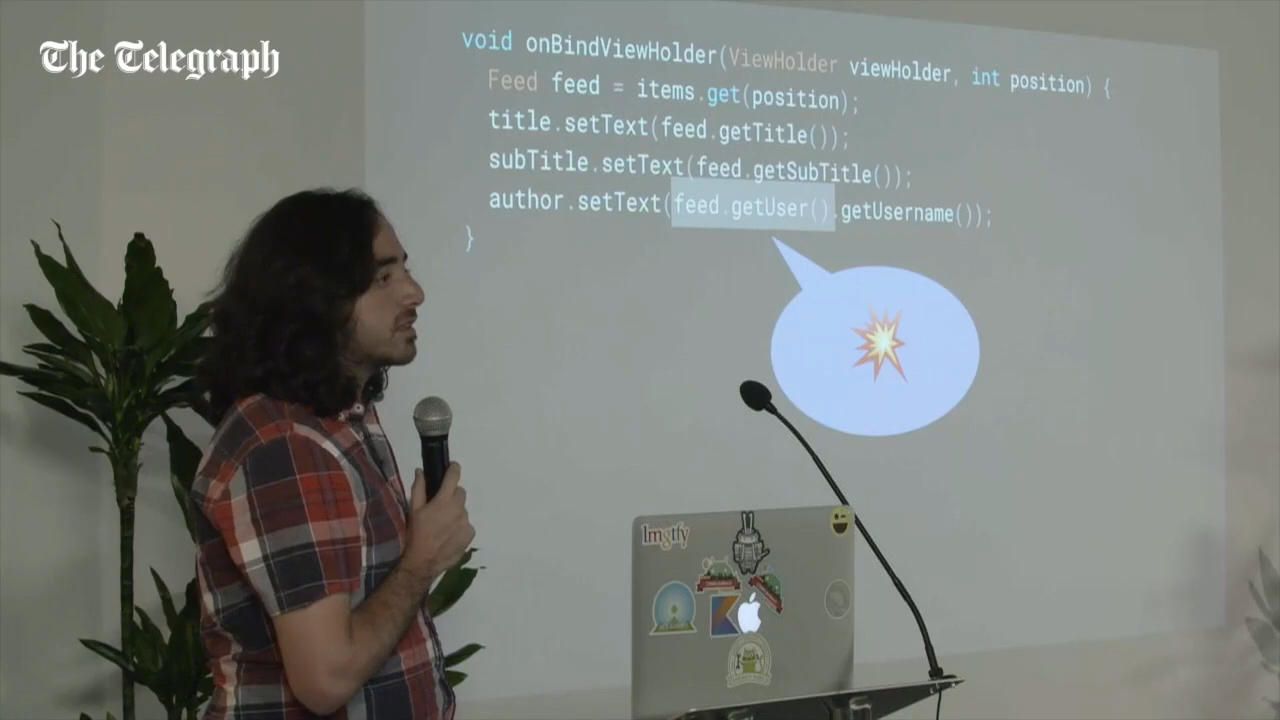 The Telegraph
void onBindViewHolder(ViewHolder viewHolder, int position) {
Feed feed = items.get(position);
title.setText(feed.getTitle());
subTitle.setText(feed.getSubTitle());
author.setText(feed.getUser().getUsername());
}
lmgtfy